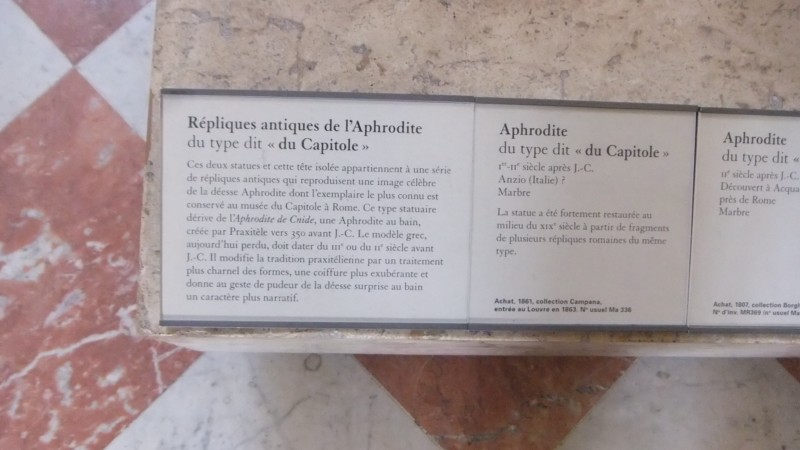 Répliques antiques de l'Aphrodite
du type dit « du Capitole »
Ces deux statues et cette tête isolée appartiennent à une série
de répliques antiques qui reproduisent une image célèbre
de la déesse Aphrodite dont l'exemplaire le plus connu est
conservé au musée du Capitole à Rome. Ce type statuaire
dérive de l'Aphrodite de Cnide, une Aphrodite au bain,
créée par Praxitèle vers 350 avant J.-C. Le modèle grec,
aujourd'hui perdu, doit dater du IIIe ou du IIe siècle avant
J.-C. Il modifie la tradition praxitélienne par un traitement
plus charnel des formes, une coiffure plus exubérante et
donne au geste de pudeur de la déesse surprise au bain
un caractère plus narratif.
Aphrodite
du type dit « du Capitole »
Ier-IIe siècle après J.-C.
Anzio (Italie) ?
Marbre
La statue a été fortement restaurée au
milieu du XIXe siècle à partir de fragments
de plusieurs répliques romaines du même
type.
Achat, 1861, collection Campana,
entrée au Louvre en 1863. N° usuel Ma 336
Aphrodite
du type dit «
IIe siècle après J.-C.
Découvert à Acqua
près de Rome
Marbre
Achat, 1807, collection Borgh
N° d'inv. MR369 (n° usuel Ma